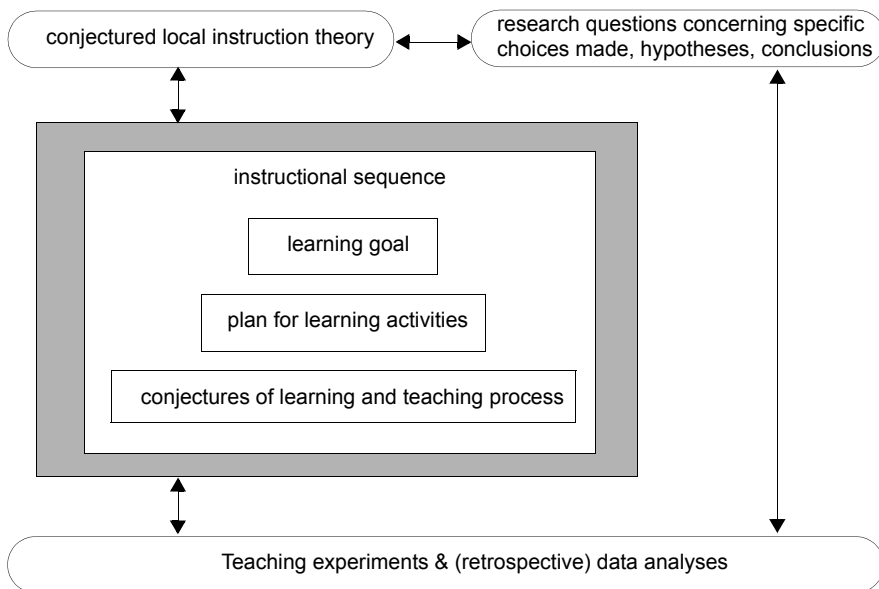 conjectured local instruction theory
research questions concerning specific
choices made, hypotheses, conclusions
instructional sequence
learning goal
plan for learning activities
conjectures of learning and teaching process
Teaching experiments & (retrospective) data analyses